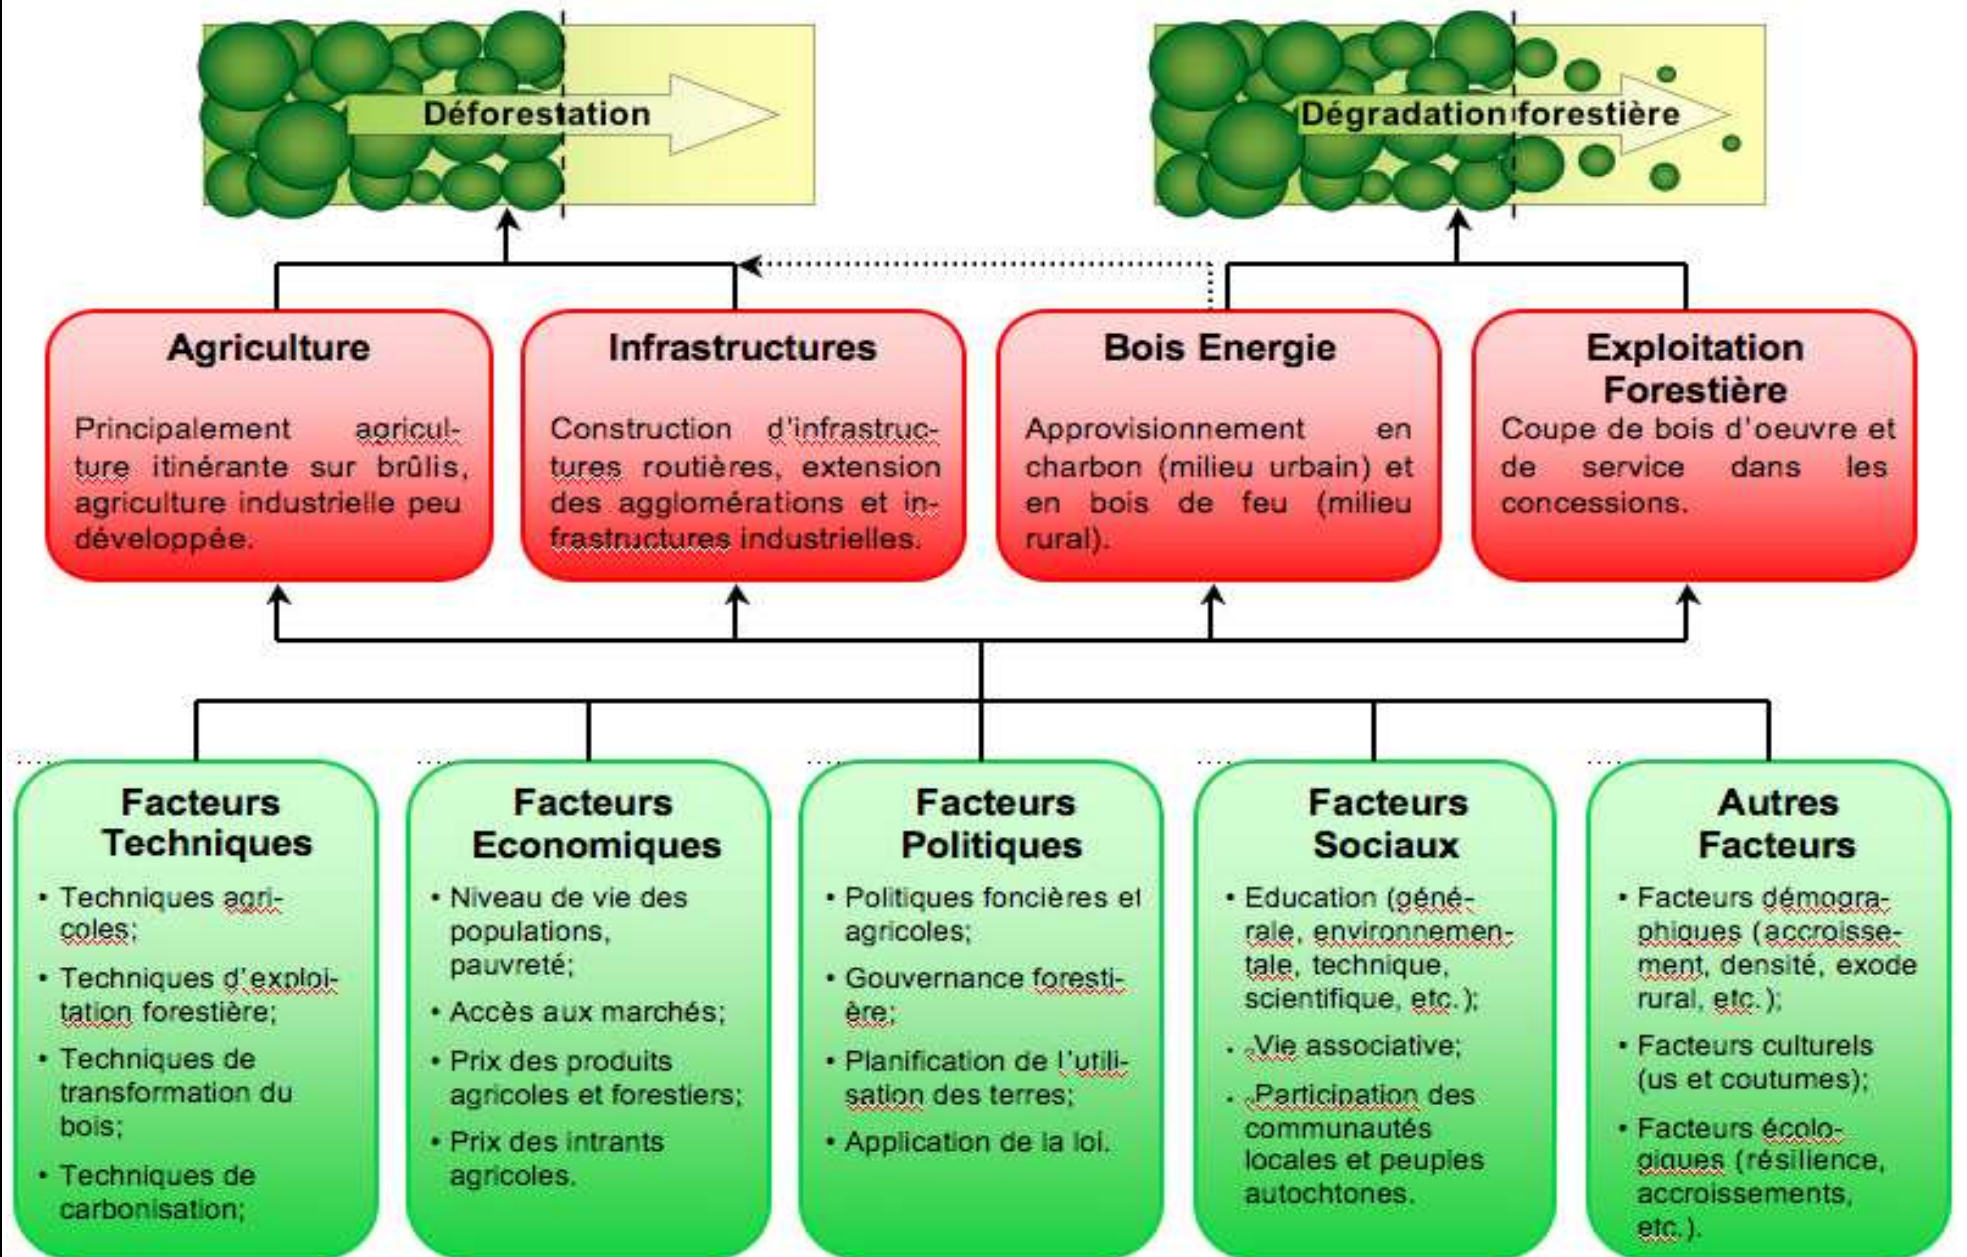 Déforestation
Dégradation forestière
Agriculture
Principalement agricul-
ture itinérante sur brûlis,
agriculture industrielle peu
développée.
Infrastructures
Construction d'infrastruc-
tures routières, extension
des agglomérations et in-
frastructures industrielles.
Bois Energie
Approvisionnement en
charbon (milieu urbain) et
en bois de feu (milieu
rural).
Exploitation
Forestière
Coupe de bois d'oeuvre et
de service dans les
concessions.
Facteurs
Techniques
• Techniques agri-
coles;
• Techniques d'exploi-
tation forestière;
• Techniques de
transformation du
bois;
• Techniques de
carbonisation;
Facteurs
Economiques
• Niveau de vie des
populations,
pauvreté;
• Accès aux marchés;
• Prix des produits
agricoles et forestiers;
• Prix des intrants
agricoles.
Facteurs
Politiques
• Politiques foncières et
agricoles;
• Gouvernance foresti-
ère;
• Planification de l'utili-
sation des terres;
• Application de la loi.
Facteurs
Sociaux
• Education (géné-
rale, environnemen-
tale, technique,
scientifique, etc.);
• Vie associative;
• Participation des
communautés
locales et peuples
autochtones.
Autres
Facteurs
• Facteurs démogra-
phiques (accroisse-
ment, densité, exode
rural, etc.);
• Facteurs culturels
(us et coutumes);
• Facteurs écolo-
giques (résilience,
accroissements,
etc.).